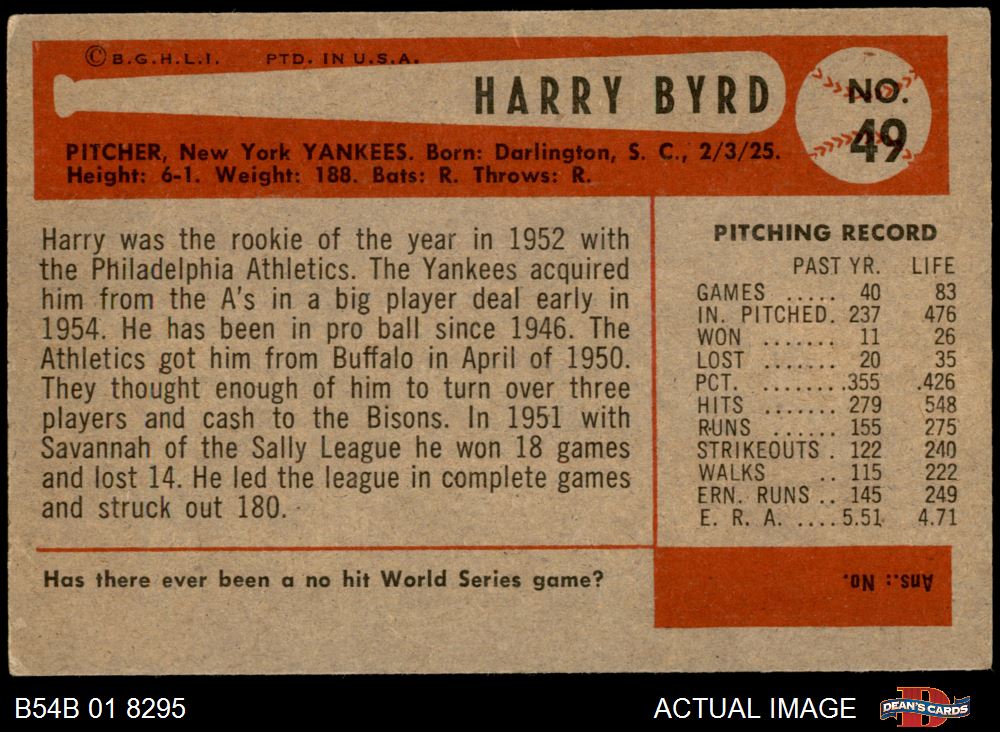 © B.G.H.L.I. PTD. IN U.S.A.
HARRY BYRD
NO.
49
PITCHER, New York YANKEES. Born: Darlington, S. C., 2/3/25.
Height: 6-1. Weight: 188. Bats: R. Throws: R.
Harry was the rookie of the year in 1952 with
the Philadelphia Athletics. The Yankees acquired
him from the A's in a big player deal early in
1954. He has been in pro ball since 1946. The
Athletics got him from Buffalo in April of 1950.
They thought enough of him to turn over three
players and cash to the Bisons. In 1951 with
Savannah of the Sally League he won 18 games
and lost 14. He led the league in complete games
and struck out 180.
PITCHING RECORD
PAST YR. LIFE
GAMES ..... 40 83
IN. PITCHED. 237 476
WON ....... 11 26
LOST ....... 20 35
PCT. ........ .355 .426
HITS ....... 279 548
RUNS ...... 155 275
STRIKEOUTS . 122 240
WALKS .. 115 222
ERN. RUNS .. 145 249
E. R. A. .... 5.51 4.71
Has there ever been a no hit World Series game?
Ans.: No.
B54B 01 8295
ACTUAL IMAGE
D
DEAN'S CARDS